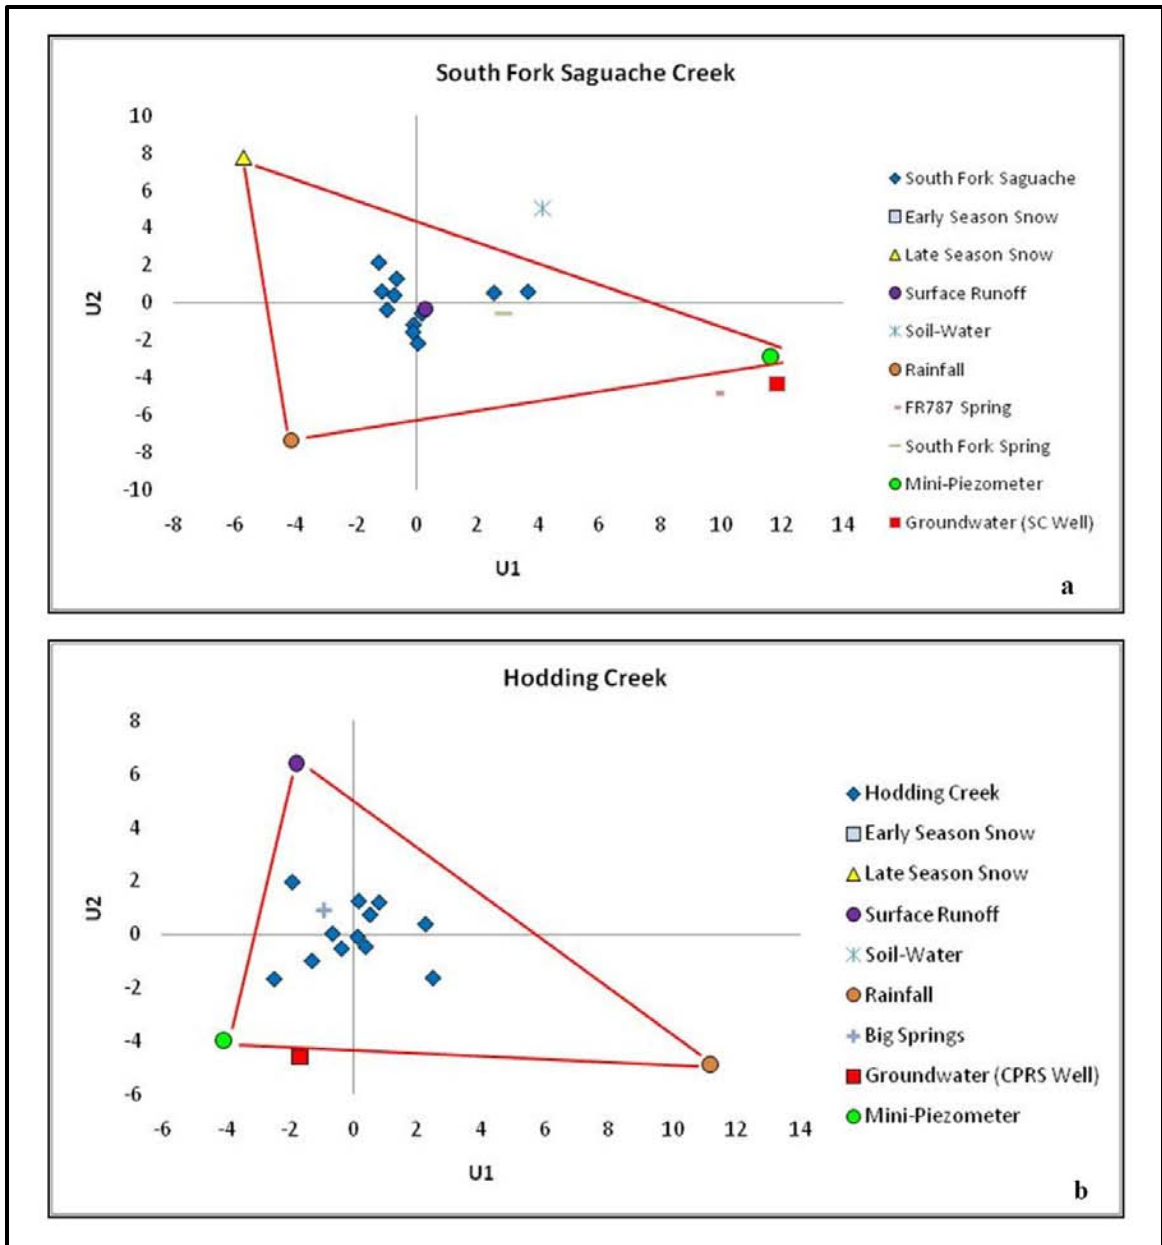 South Fork Saguache Creek
10
8
6
4
2
0
-2
-4
-6
-8
-10
U2
-8 -6 -4 -2 0 2 4 6 8 10 12 14
U1
South Fork Saguache
Early Season Snow
Late Season Snow
Surface Runoff
Soil-Water
Rainfall
FR787 Spring
South Fork Spring
Mini-Piezometer
Groundwater (SC Well)
a
Hodding Creek
8
6
4
2
0
-2
-4
-6
U2
-6 -4 -2 0 2 4 6 8 10 12 14
U1
Hodding Creek
Early Season Snow
Late Season Snow
Surface Runoff
Soil-Water
Rainfall
Big Springs
Groundwater (CPRS Well)
Mini-Piezometer
b